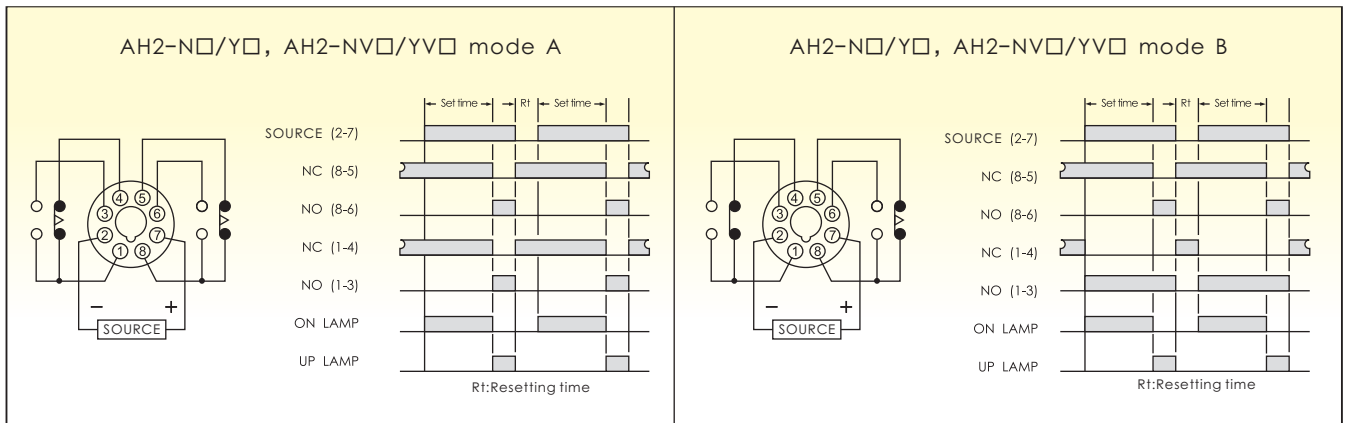 AH2-N□/Y□, AH2-NV□/YV□ mode A
Set time
Rt
Set time
SOURCE (2-7)
NC (8-5)
NO (8-6)
NC (1-4)
NO (1-3)
ON LAMP
UP LAMP
Rt:Resetting time
4 5
3 6
2 7
1 8
− +
SOURCE
AH2-N□/Y□, AH2-NV□/YV□ mode B
Set time
Rt
Set time
SOURCE (2-7)
NC (8-5)
NO (8-6)
NC (1-4)
NO (1-3)
ON LAMP
UP LAMP
Rt:Resetting time
4 5
3 6
2 7
1 8
− +
SOURCE